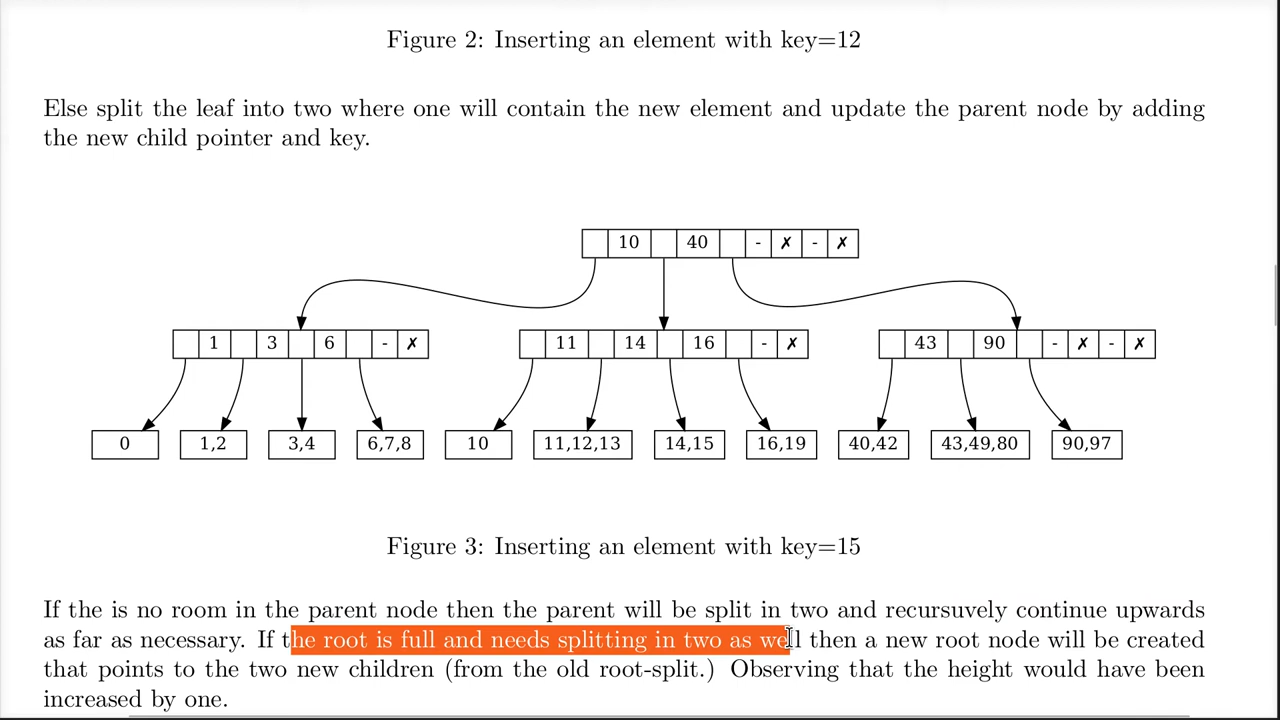 Figure 2: Inserting an element with key=12
Else split the leaf into two where one will contain the new element and update the parent node by adding
the new child pointer and key.
10 40 - ✗ - ✗
1 3 6 - ✗ 11 14 16 - ✗ 43 90 - ✗ - ✗
0 1,2 3,4 6,7,8 10 11,12,13 14,15 16,19 40,42 43,49,80 90,97
Figure 3: Inserting an element with key=15
If the is no room in the parent node then the parent will be split in two and recursuvely continue upwards
as far as necessary. If the root is full and needs splitting in two as well then a new root node will be created
that points to the two new children (from the old root-split.) Observing that the height would have been
increased by one.